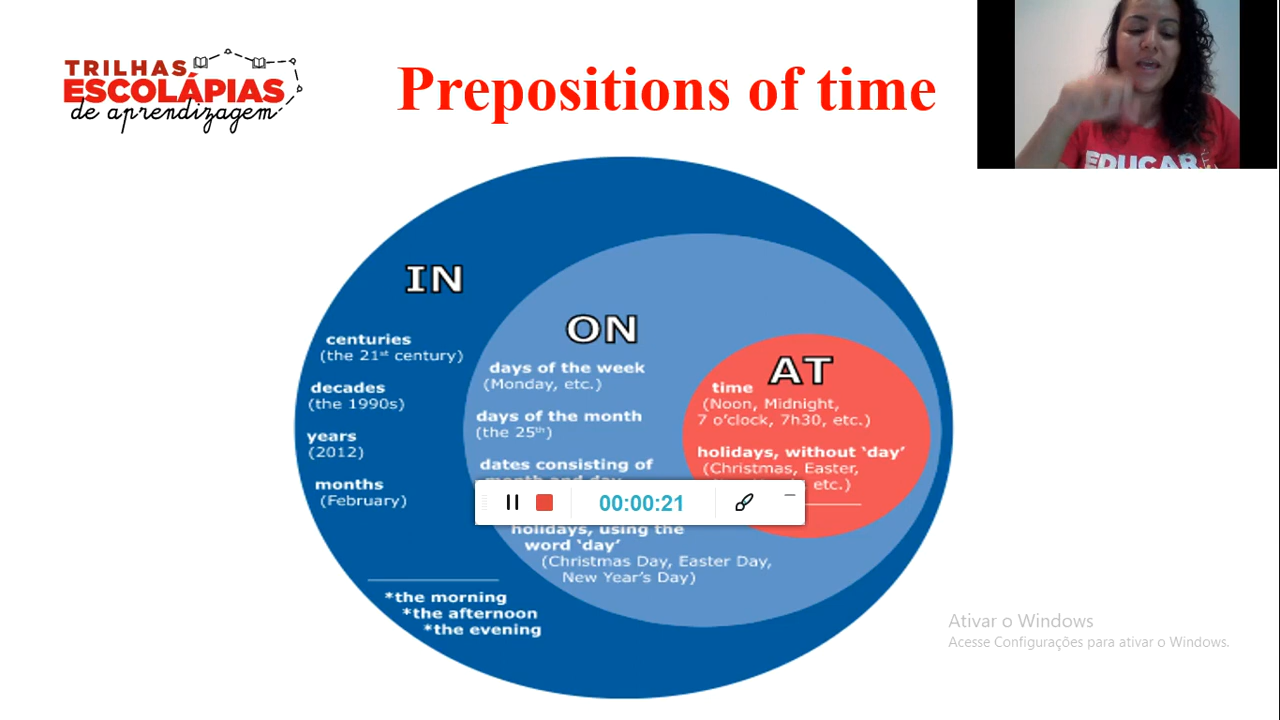 TRILHAS
ESCOLÁPIAS
de aprendizagem
Prepositions of time
EDUCAR
IN
centuries
(the 21st century)
decades
(the 1990s)
years
(2012)
months
(February)
*the morning
*the afternoon
*the evening
ON
days of the week
(Monday, etc.)
days of the month
(the 25th)
dates consisting of
month and day
holidays, using the
word ‘day’
(Christmas Day, Easter Day,
New Year’s Day)
AT
time
(Noon, Midnight,
7 o’clock, 7h30, etc.)
holidays, without ‘day’
(Christmas, Easter,
etc.)
00:00:21
Ativar o Windows
Acesse Configurações para ativar o Windows.